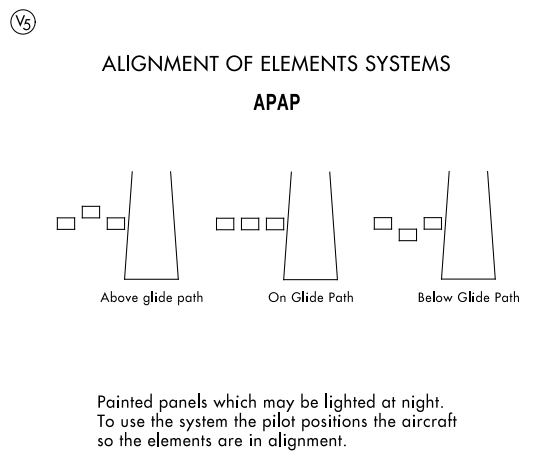 V5
ALIGNMENT OF ELEMENTS SYSTEMS
APAP
Above glide path
On Glide Path
Below Glide Path
Painted panels which may be lighted at night.
To use the system the pilot positions the aircraft
so the elements are in alignment.